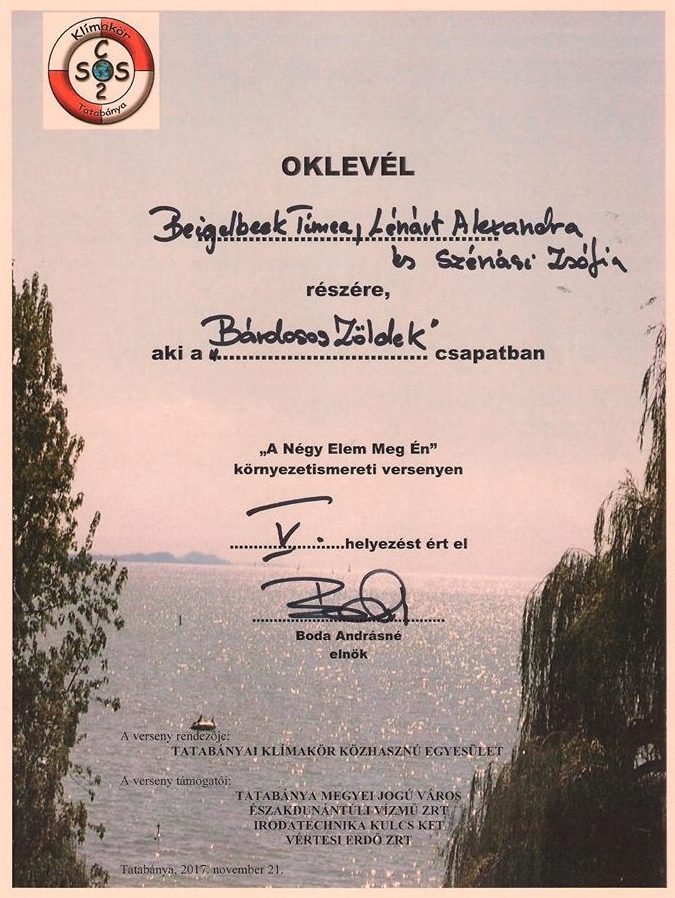 Klímakör
C
S S
2
Tatabánya
OKLEVÉL
Beigelbeck Tímea, Lénárt Alexandra
és Szénási Zsófia
részére,
aki a „Bárdosos Zöldek" csapatban
„A Négy Elem Meg Én”
környezetismereti versenyen
V. helyezést ért el
Boda Andrásné
elnök
A verseny rendezője:
TATABÁNYAI KLÍMAKÖR KÖZHASZNÚ EGYESÜLET
A verseny támogatói:
TATABÁNYA MEGYEI JOGÚ VÁROS
ÉSZAKDUNÁNTÚLI VÍZMŰ ZRT
IRODATECHNIKA KULCS KFT
VÉRTESI ERDŐ ZRT
Tatabánya, 2017. november 21.